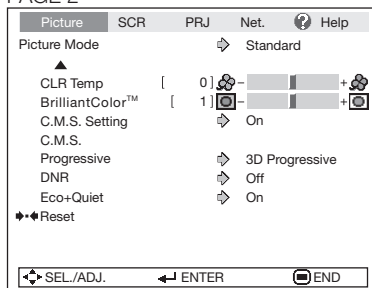 PAGE 2
Picture SCR PRJ Net. ? Help
Picture Mode Standard
CLR Temp [ 0] - +
BrilliantColor™ [ 1] - +
C.M.S. Setting On
C.M.S.
Progressive 3D Progressive
DNR Off
Eco+Quiet On
Reset
SEL./ADJ. ENTER END